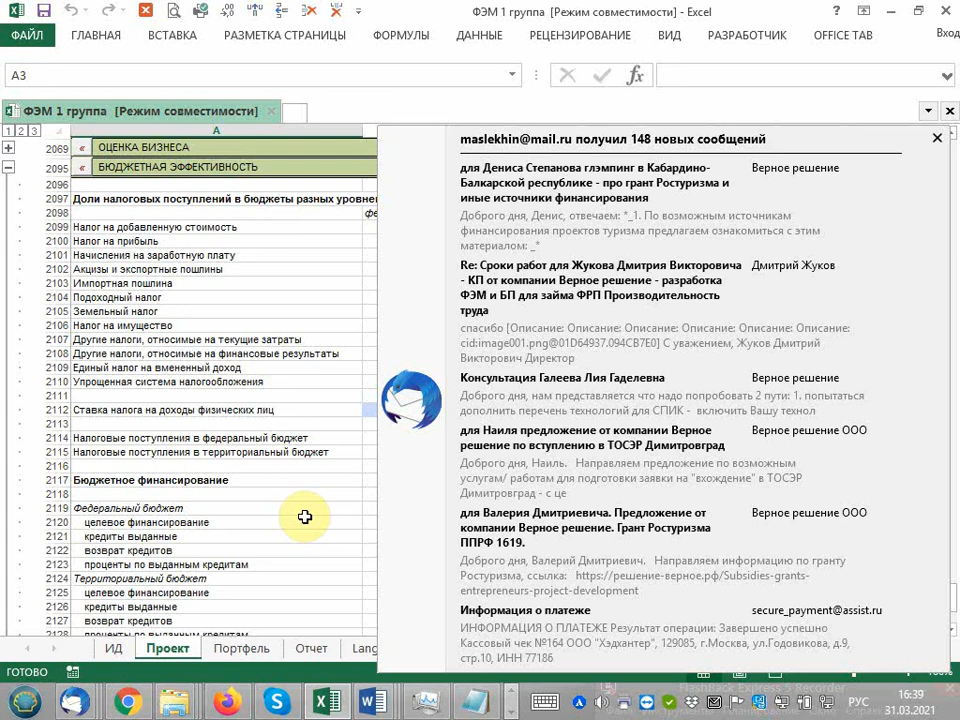 ФЭМ 1 группа [Режим совместимости] - Excel
ФАЙЛ ГЛАВНАЯ ВСТАВКА РАЗМЕТКА СТРАНИЦЫ ФОРМУЛЫ ДАННЫЕ РЕЦЕНЗИРОВАНИЕ ВИД РАЗРАБОТЧИК OFFICE TAB Вход
A3
ФЭМ 1 группа [Режим совместимости]
1 2 3 A
2069 « ОЦЕНКА БИЗНЕСА
2095 « БЮДЖЕТНАЯ ЭФФЕКТИВНОСТЬ
2096
2097 Доли налоговых поступлений в бюджеты разных уровне
2098 фе
2099 Налог на добавленную стоимость
2100 Налог на прибыль
2101 Начисления на заработную плату
2102 Акцизы и экспортные пошлины
2103 Импортная пошлина
2104 Подоходный налог
2105 Земельный налог
2106 Налог на имущество
2107 Другие налоги, относимые на текущие затраты
2108 Другие налоги, относимые на финансовые результаты
2109 Единый налог на вмененный доход
2110 Упрощенная система налогообложения
2111
2112 Ставка налога на доходы физических лиц
2113
2114 Налоговые поступления в федеральный бюджет
2115 Налоговые поступления в территориальный бюджет
2116
2117 Бюджетное финансирование
2118
2119 Федеральный бюджет
2120 целевое финансирование
2121 кредиты выданные
2122 возврат кредитов
2123 проценты по выданным кредитам
2124 Территориальный бюджет
2125 целевое финансирование
2126 кредиты выданные
2127 возврат кредитов
2128 проценты по выданным кредитам
ИД Проект Портфель Отчет Lang
ГОТОВО
maslekhin@mail.ru получил 148 новых сообщений
для Дениса Степанова глэмпинг в Кабардино- Верное решение
Балкарской республике - про грант Ростуризма и
иные источники финансирования
Доброго дня, Денис, отвечаем: *_1. По возможным источникам
финансирования проектов туризма предлагаем ознакомиться с этим
материалом: _*
Re: Сроки работ для Жукова Дмитрия Викторовича Дмитрий Жуков
- КП от компании Верное решение - разработка
ФЭМ и БП для займа ФРП Производительность
труда
спасибо [Описание: Описание: Описание: Описание: Описание:
cid:image001.png@01D64937.094CB7E0] С уважением, Жуков Дмитрий
Викторович Директор
Консультация Галеева Лия Гаделевна Верное решение
Доброго дня, нам представляется что надо попробовать 2 пути: 1. попытаться
дополнить перечень технологий для СПИК - включить Вашу технол
для Наиля предложение от компании Верное Верное решение ООО
решение по вступлению в ТОСЭР Димитровград
Доброго дня, Наиль. Направляем предложение по возможным
услугам/ работам для подготовки заявки на "вхождение" в ТОСЭР
Димитровград - с це
для Валерия Дмитриевича. Предложение от Верное решение ООО
компании Верное решение. Грант Ростуризма
ППРФ 1619.
Доброго дня, Валерий Дмитриевич. Направляем информацию по гранту
Ростуризма, ссылка: https://решение-верное.рф/Subsidies-grants-
entrepreneurs-project-development
Информация о платеже secure_payment@assist.ru
ИНФОРМАЦИЯ О ПЛАТЕЖЕ Результат операции: Завершено успешно
Кассовый чек №164 ООО "Хэдхантер", 129085, г.Москва, ул.Годовикова, д.9,
стр.10, ИНН 77186
FlashBack Express 5 Recorder
РУС
16:39
31.03.2021